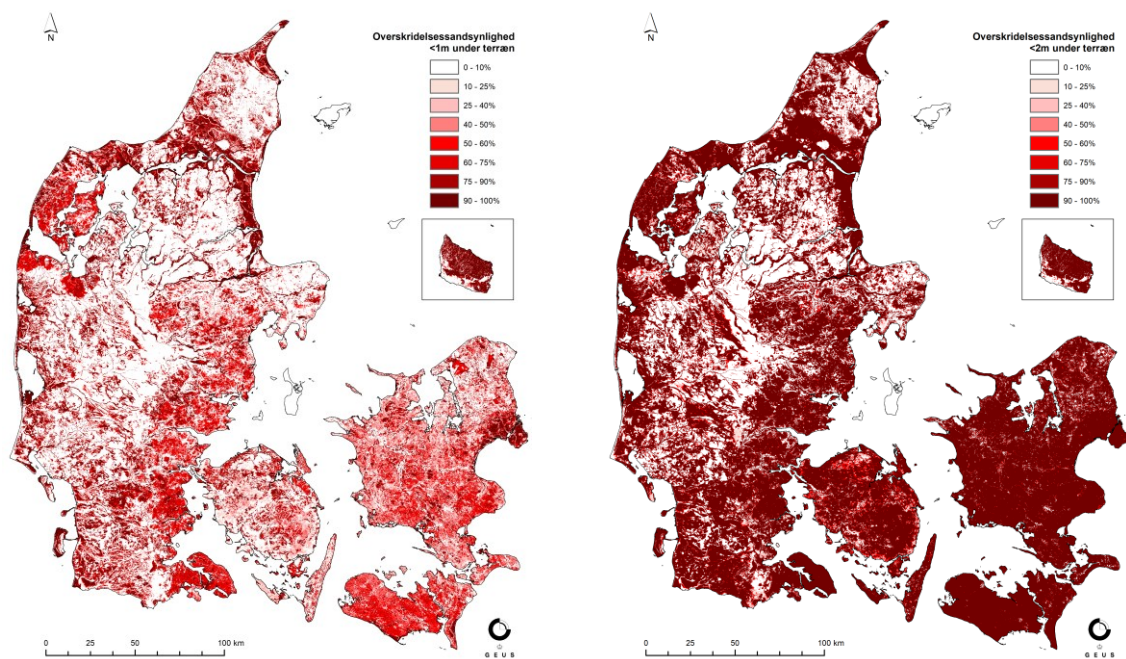 N
Overskridelsessandsynlighed
<1m under terræn
0 - 10%
10 - 25%
25 - 40%
40 - 50%
50 - 60%
60 - 75%
75 - 90%
90 - 100%
0 25 50 100 km
G E U S
N
Overskridelsessandsynlighed
<2m under terræn
0 - 10%
10 - 25%
25 - 40%
40 - 50%
50 - 60%
60 - 75%
75 - 90%
90 - 100%
0 25 50 100 km
G E U S